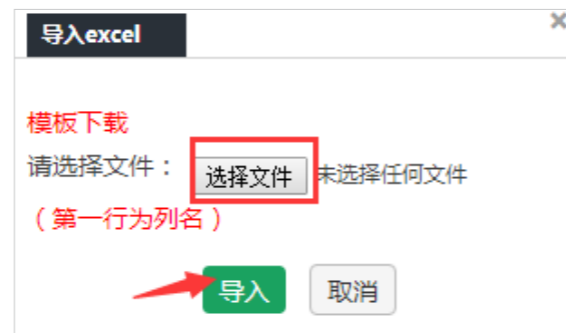 导入excel
×
模板下载
请选择文件： 选择文件 未选择任何文件
（第一行为列名）
导入 取消